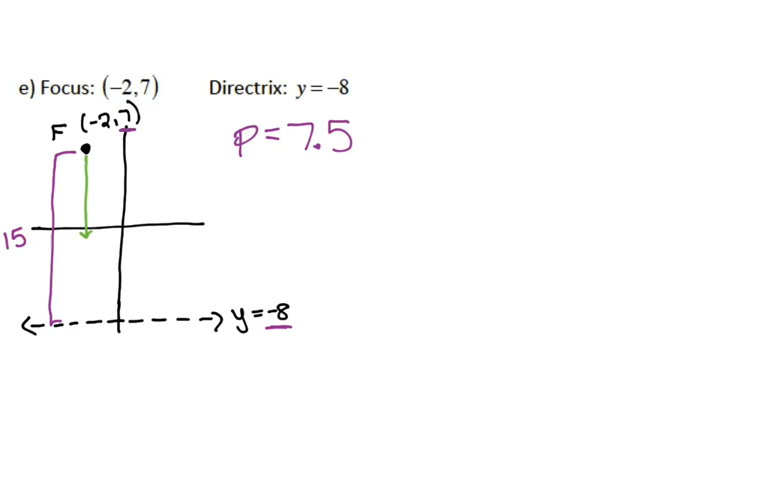 e) Focus: (−2,7) Directrix: y = −8
F (-2,7)
p = 7.5
15
y = -8